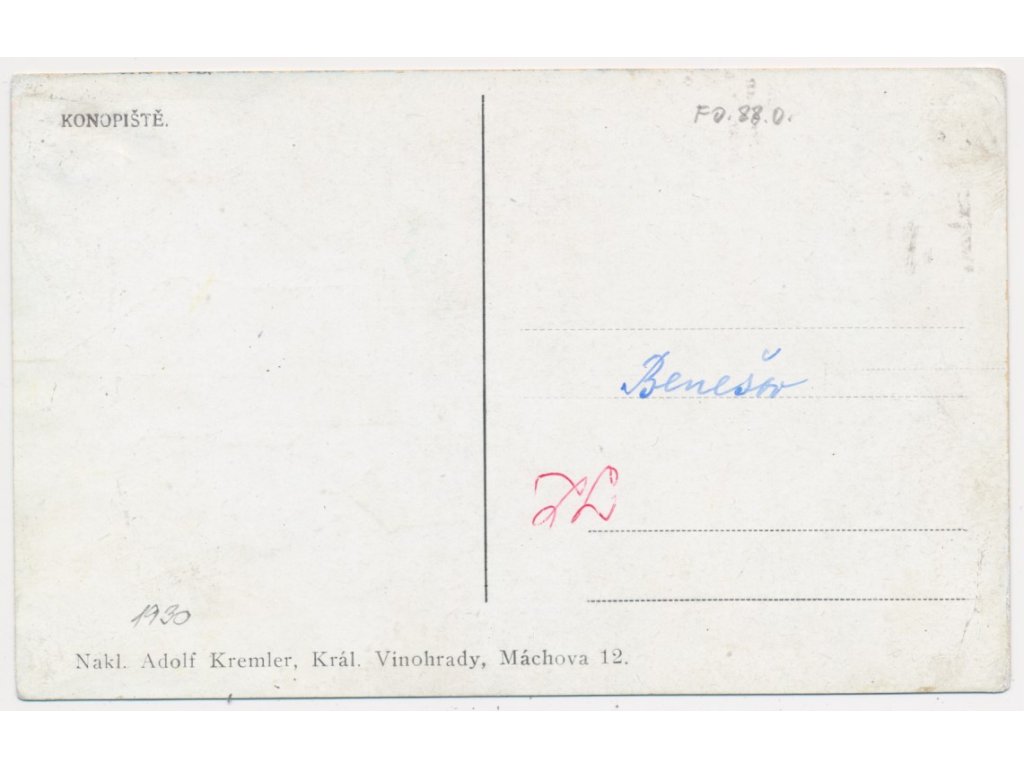 KONOPIŠTĚ.
FO.88.0.
Benešov
1930
Nakl. Adolf Kremler, Král. Vinohrady, Máchova 12.